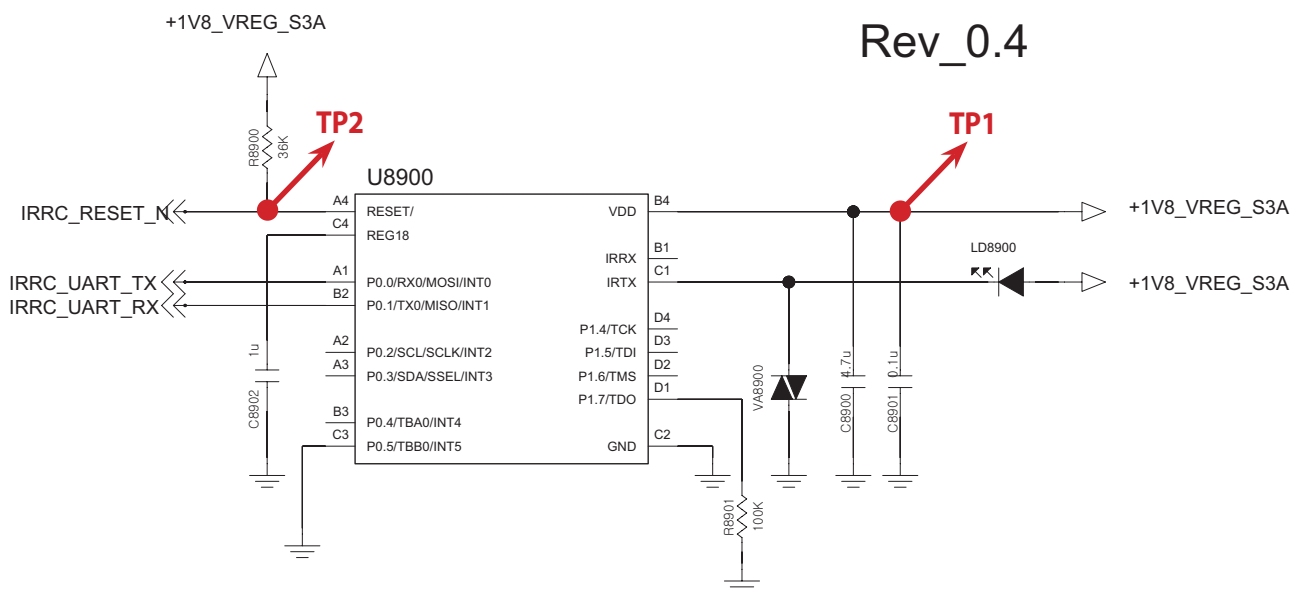 +1V8_VREG_S3A
Rev_0.4
R8900
36K
TP2
TP1
U8900
IRRC_RESET_N
A4
RESET/
VDD
B4
+1V8_VREG_S3A
C4
REG18
IRRX
B1
LD8900
IRRC_UART_TX
A1
P0.0/RX0/MOSI/INT0
IRTX
C1
+1V8_VREG_S3A
IRRC_UART_RX
B2
P0.1/TX0/MISO/INT1
P1.4/TCK
D4
A2
P0.2/SCL/SCLK/INT2
P1.5/TDI
D3
A3
P0.3/SDA/SSEL/INT3
P1.6/TMS
D2
P1.7/TDO
D1
1u
C8902
VA8900
4.7u
C8900
0.1u
C8901
B3
P0.4/TBA0/INT4
C3
P0.5/TBB0/INT5
GND
C2
R8901
100K